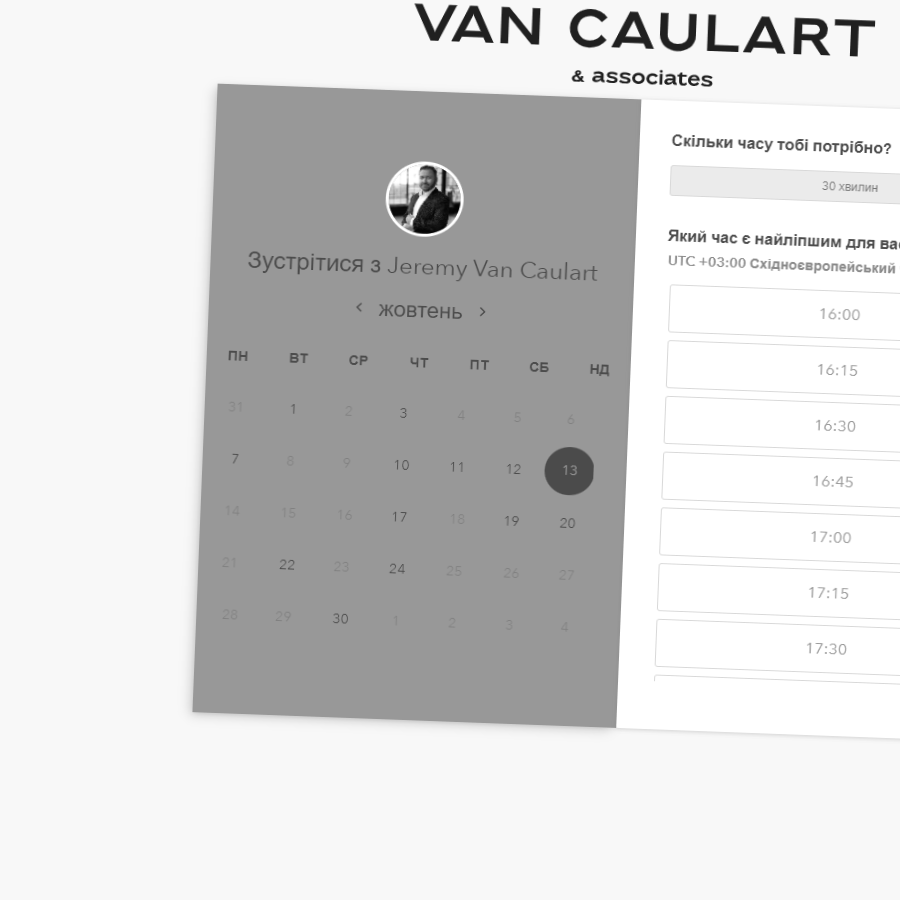 VAN CAULART
& associates
Зустрітися з Jeremy Van Caulart
жовтень
ПН ВТ СР ЧТ ПТ СБ НД
31 1 2 3 4 5 6
7 8 9 10 11 12 13
14 15 16 17 18 19 20
21 22 23 24 25 26 27
28 29 30 1 2 3 4
Скільки часу тобі потрібно?
30 хвилин
Який час є найліпшим для
UTC +03:00 Східноєвропейський
16:00
16:15
16:30
16:45
17:00
17:15
17:30